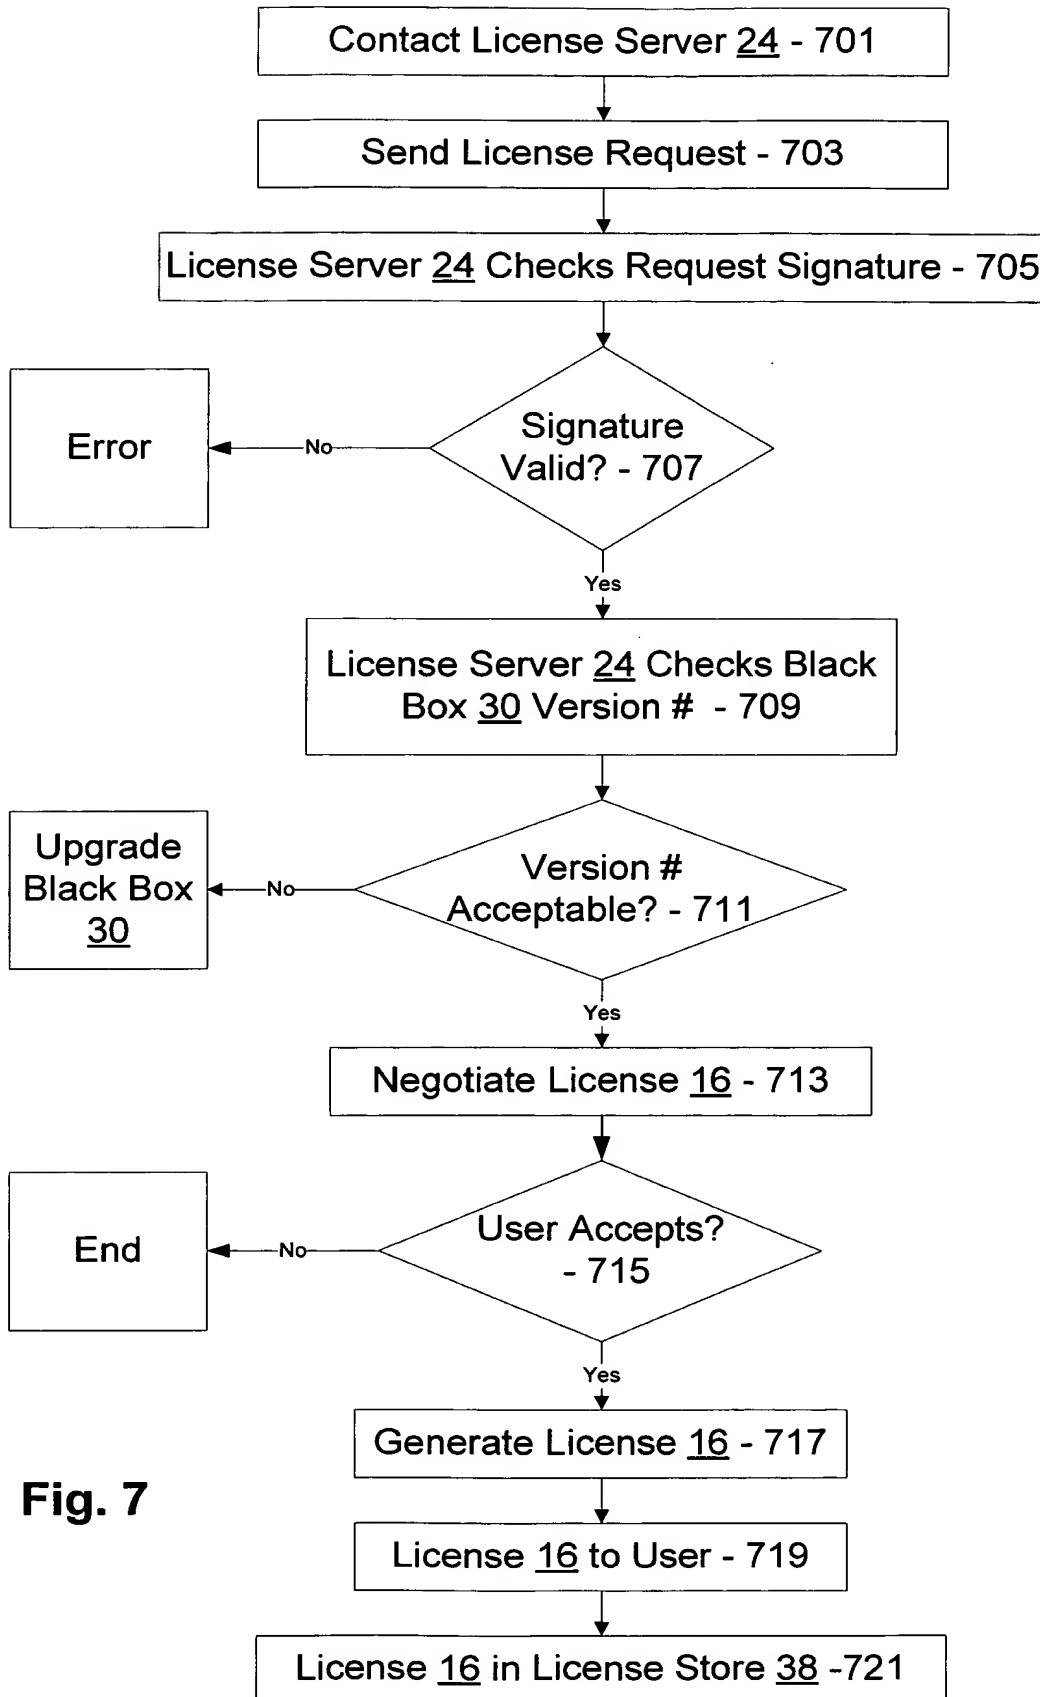 Contact License Server 24 - 701
Send License Request - 703
License Server 24 Checks Request Signature - 705
Signature
Valid? - 707
No
Error
Yes
License Server 24 Checks Black
Box 30 Version # - 709
Version #
Acceptable? - 711
No
Upgrade
Black Box
30
Yes
Negotiate License 16 - 713
User Accepts?
- 715
No
End
Yes
Generate License 16 - 717
License 16 to User - 719
License 16 in License Store 38 -721
Fig. 7